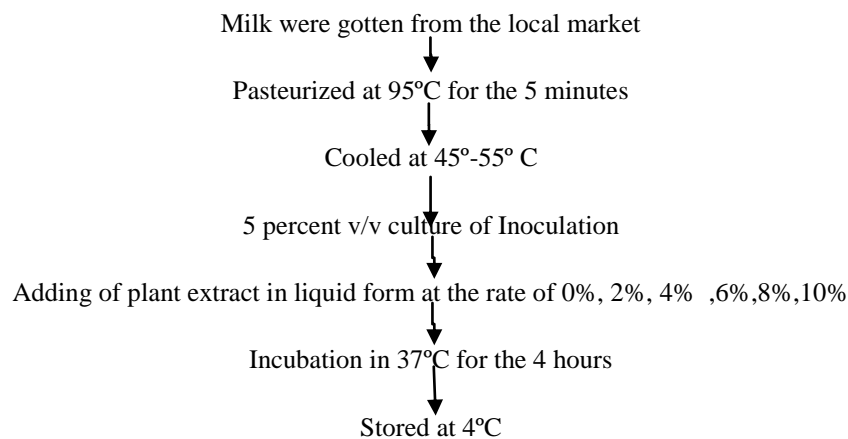 Milk were gotten from the local market
Pasteurized at 95ºC for the 5 minutes
Cooled at 45º-55º C
5 percent v/v culture of Inoculation
Adding of plant extract in liquid form at the rate of 0%, 2%, 4% ,6%,8%,10%
Incubation in 37ºC for the 4 hours
Stored at 4ºC